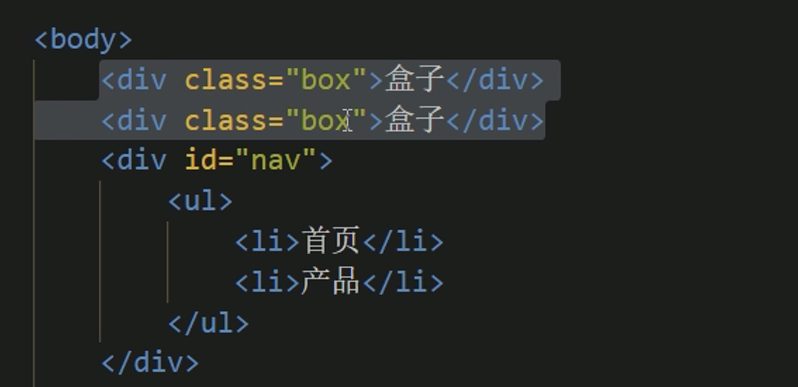 <body>
<div class="box">盒子</div>
<div class="box">盒子</div>
<div id="nav">
<ul>
<li>首页</li>
<li>产品</li>
</ul>
</div>